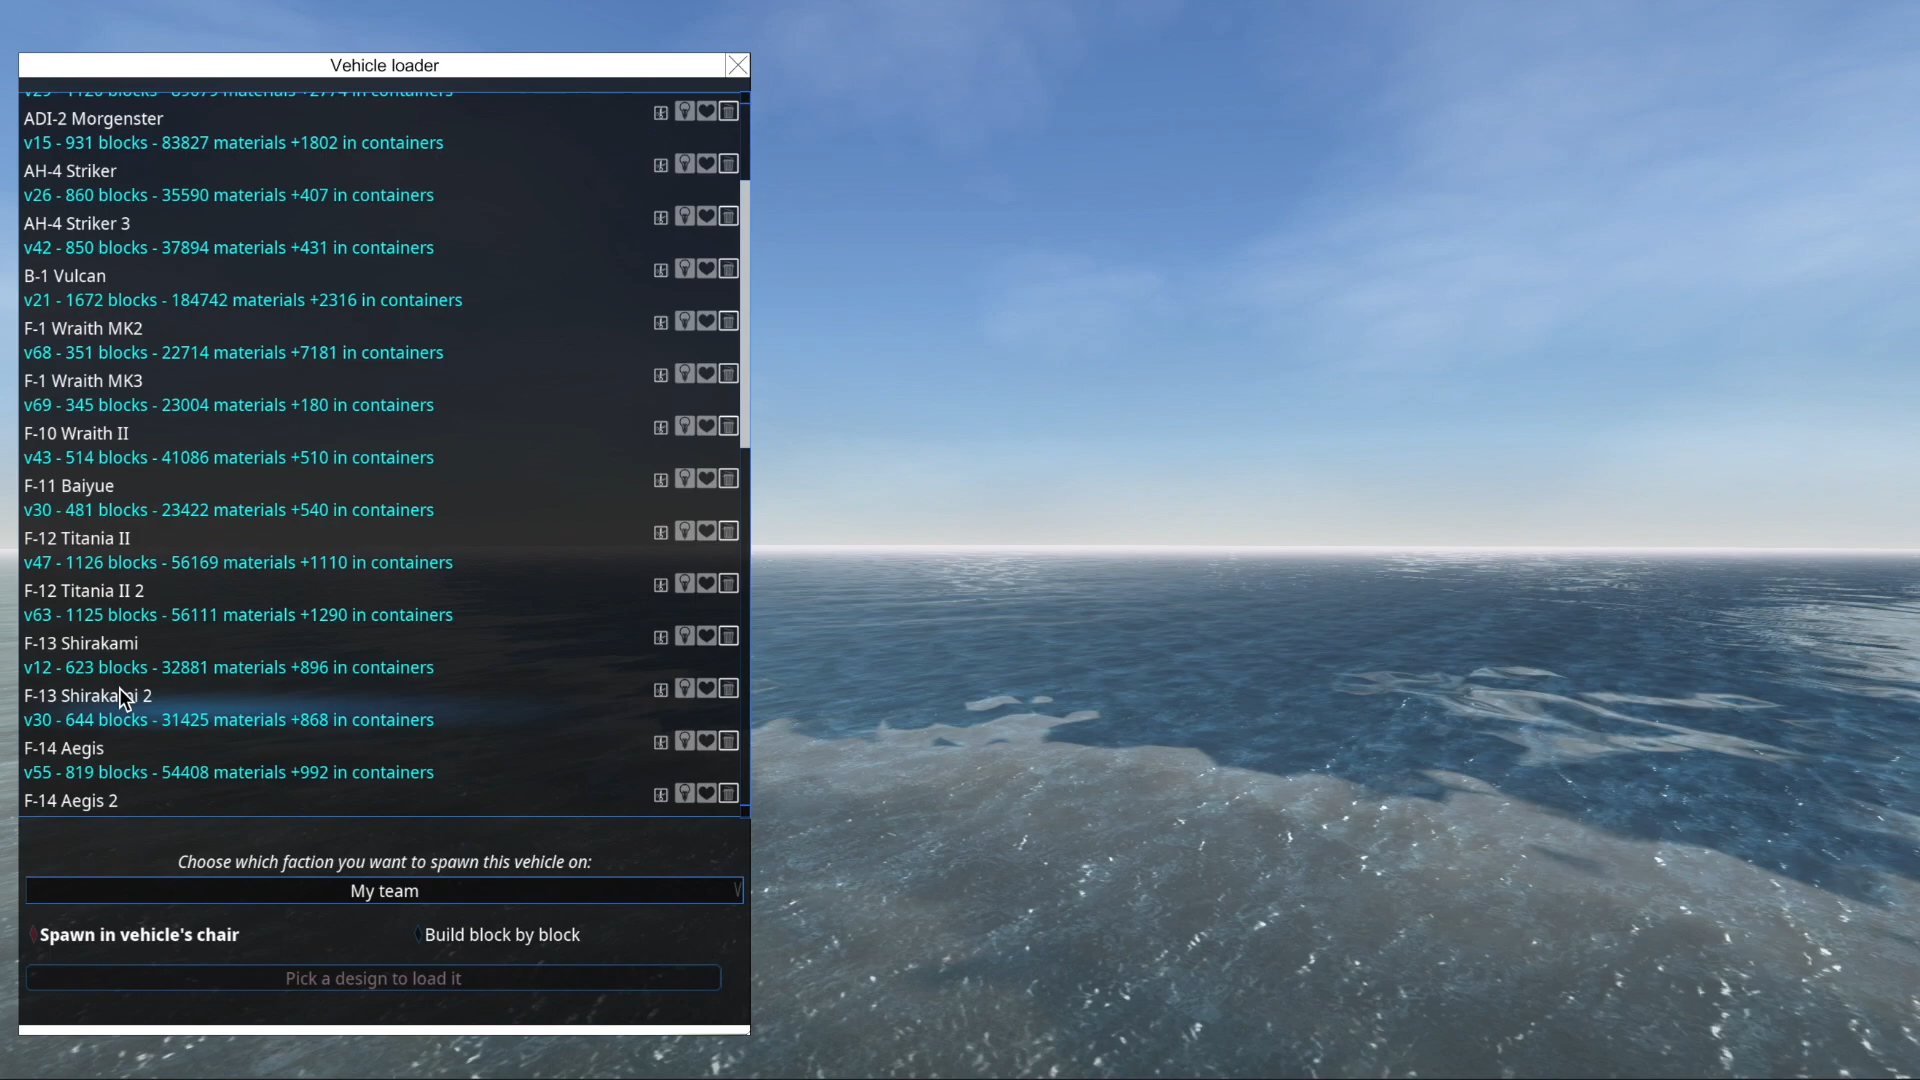 Vehicle loader
v29 - 1126 blocks - 89079 materials +2774 in containers
ADI-2 Morgenster
v15 - 931 blocks - 83827 materials +1802 in containers
AH-4 Striker
v26 - 860 blocks - 35590 materials +407 in containers
AH-4 Striker 3
v42 - 850 blocks - 37894 materials +431 in containers
B-1 Vulcan
v21 - 1672 blocks - 184742 materials +2316 in containers
F-1 Wraith MK2
v68 - 351 blocks - 22714 materials +7181 in containers
F-1 Wraith MK3
v69 - 345 blocks - 23004 materials +180 in containers
F-10 Wraith II
v43 - 514 blocks - 41086 materials +510 in containers
F-11 Baiyue
v30 - 481 blocks - 23422 materials +540 in containers
F-12 Titania II
v47 - 1126 blocks - 56169 materials +1110 in containers
F-12 Titania II 2
v63 - 1125 blocks - 56111 materials +1290 in containers
F-13 Shirakami
v12 - 623 blocks - 32881 materials +896 in containers
F-13 Shirakami 2
v30 - 644 blocks - 31425 materials +868 in containers
F-14 Aegis
v55 - 819 blocks - 54408 materials +992 in containers
F-14 Aegis 2
Choose which faction you want to spawn this vehicle on:
My team
Spawn in vehicle's chair
Build block by block
Pick a design to load it